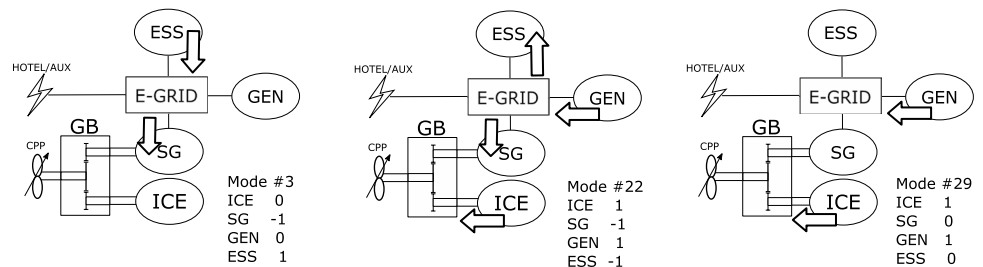 ESS
HOTEL/AUX
E-GRID
GEN
GB
CPP
SG
ICE
Mode #3
ICE 0
SG -1
GEN 0
ESS 1
ESS
HOTEL/AUX
E-GRID
GEN
GB
CPP
SG
ICE
Mode #22
ICE 1
SG -1
GEN 1
ESS -1
ESS
HOTEL/AUX
E-GRID
GEN
GB
CPP
SG
ICE
Mode #29
ICE 1
SG 0
GEN 1
ESS 0